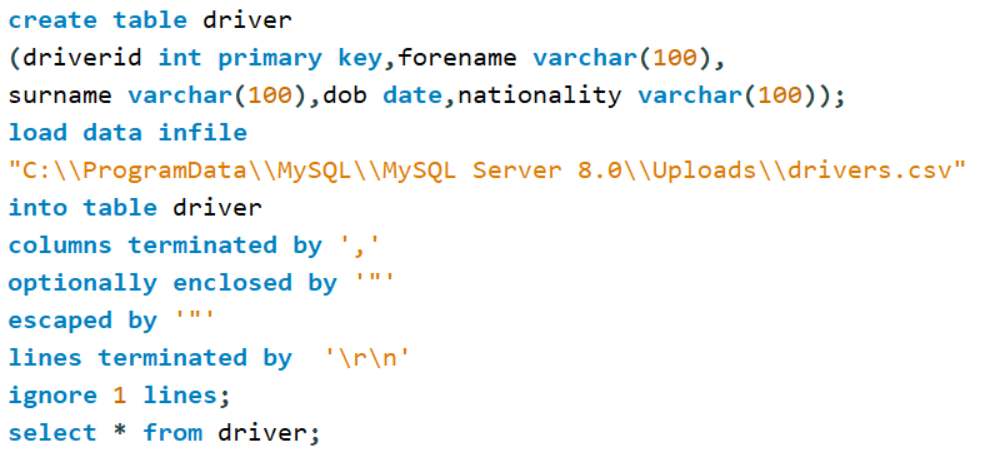 create table driver
(driverid int primary key,forename varchar(100),
surname varchar(100),dob date,nationality varchar(100));
load data infile
"C:\\ProgramData\\MySQL\\MySQL Server 8.0\\Uploads\\drivers.csv"
into table driver
columns terminated by ','
optionally enclosed by '"'
escaped by '"'
lines terminated by  '\r\n'
ignore 1 lines;
select * from driver;